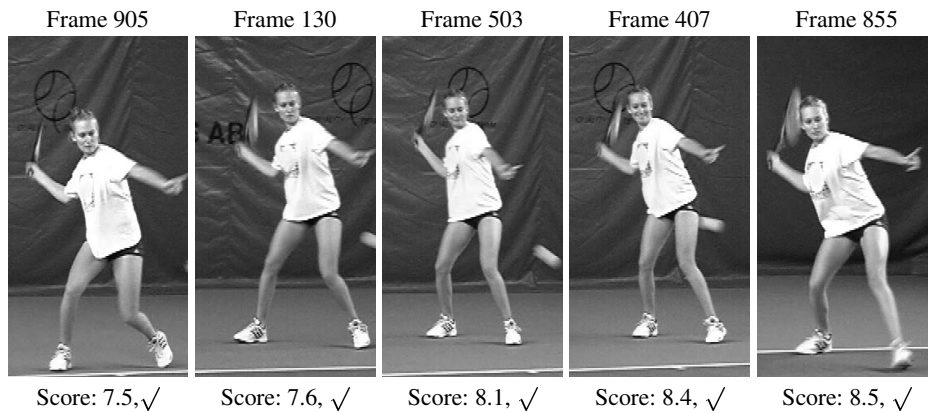 Frame 905 Frame 130 Frame 503 Frame 407 Frame 855
AB
Score: 7.5,√ Score: 7.6, √ Score: 8.1, √ Score: 8.4, √ Score: 8.5, √